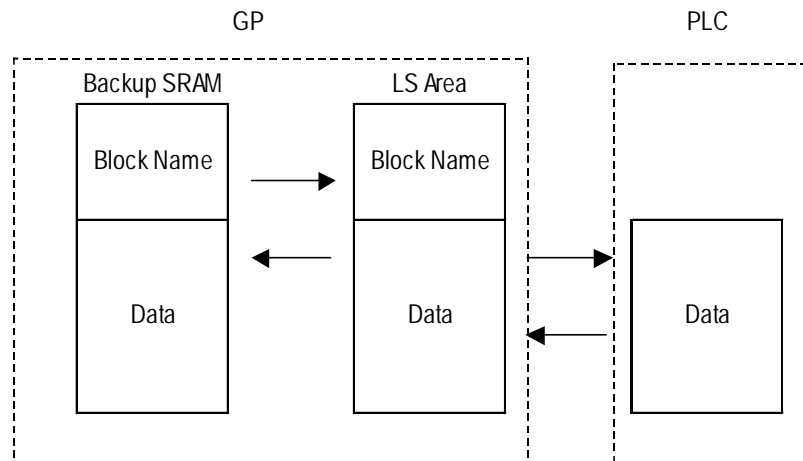 GP
PLC
Backup SRAM
LS Area
Block Name
Block Name
Data
Data
Data